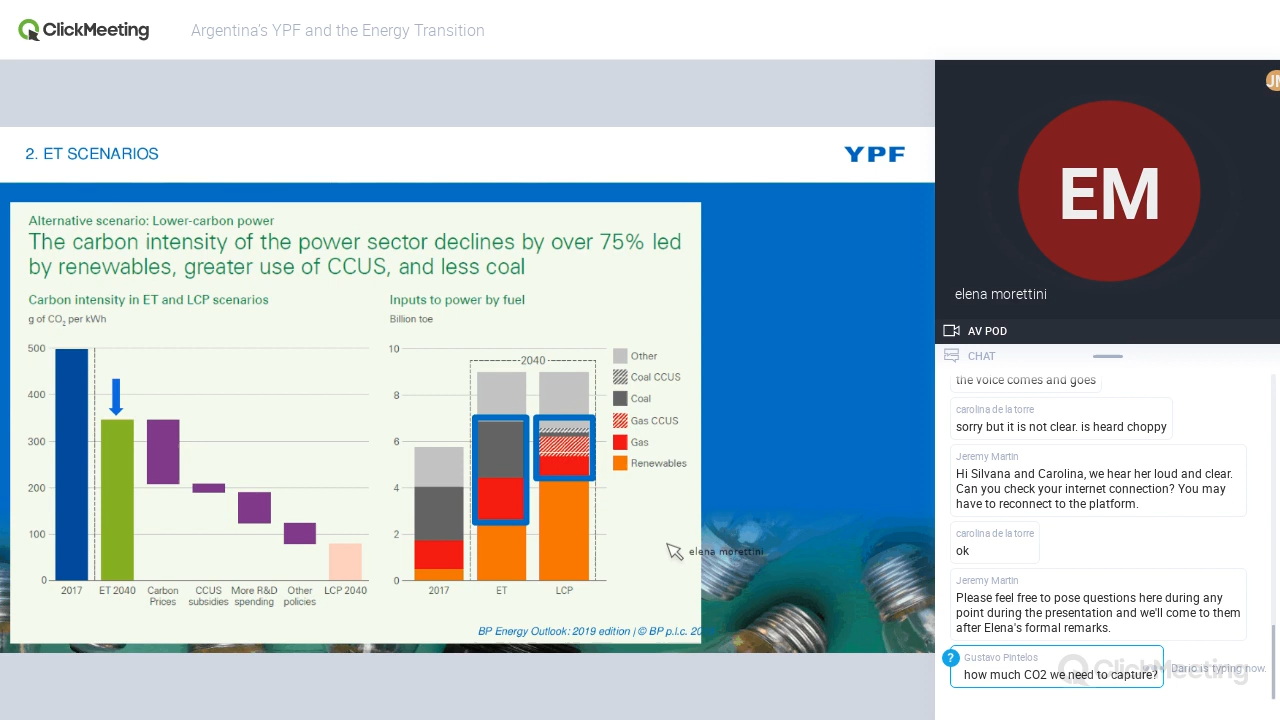 ClickMeeting
Argentina's YPF and the Energy Transition
2. ET SCENARIOS
YPF
Alternative scenario: Lower-carbon power
The carbon intensity of the power sector declines by over 75% led
by renewables, greater use of CCUS, and less coal
Carbon intensity in ET and LCP scenarios
g of CO2 per kWh
500
400
300
200
100
0
2017
ET 2040
Carbon
Prices
CCUS
subsidies
More R&D
spending
Other
policies
LCP 2040
Inputs to power by fuel
Billion toe
10
8
6
4
2
0
2040
2017
ET
LCP
Other
Coal CCUS
Coal
Gas CCUS
Gas
Renewables
elena morettini
BP Energy Outlook: 2019 edition | © BP p.l.c.
JM
EM
elena morettini
AV POD
CHAT
the voice comes and goes
carolina de la torre
sorry but it is not clear. is heard choppy
Jeremy Martin
Hi Silvana and Carolina, we hear her loud and clear.
Can you check your internet connection? You may
have to reconnect to the platform.
carolina de la torre
ok
Jeremy Martin
Please feel free to pose questions here during any
point during the presentation and we'll come to them
after Elena's formal remarks.
?
Gustavo Pintelos
how much CO2 we need to capture?
Dario is typing now.
ClickMeeting